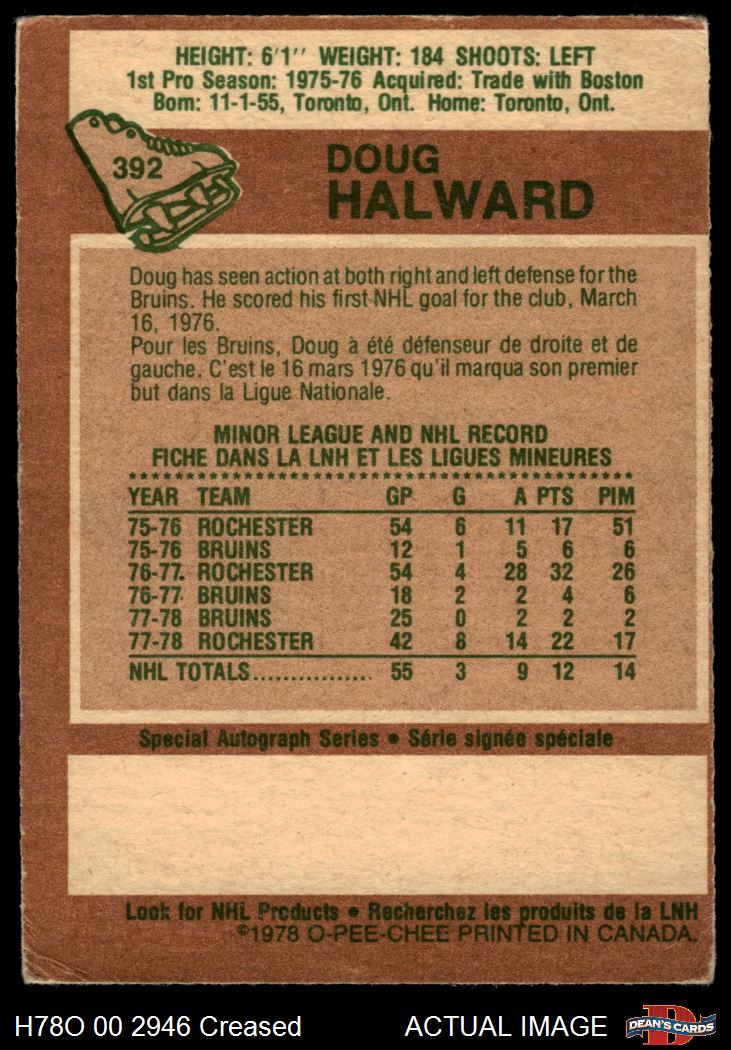 HEIGHT: 6'1'' WEIGHT: 184 SHOOTS: LEFT
1st Pro Season: 1975-76 Acquired: Trade with Boston
Born: 11-1-55, Toronto, Ont. Home: Toronto, Ont.
392
DOUG
HALWARD
Doug has seen action at both right and left defense for the
Bruins. He scored his first NHL goal for the club, March
16, 1976.
Pour les Bruins, Doug à été défenseur de droite et de
gauche. C'est le 16 mars 1976 qu'il marqua son premier
but dans la Ligue Nationale.
MINOR LEAGUE AND NHL RECORD
FICHE DANS LA LNH ET LES LIGUES MINEURES
YEAR TEAM GP G A PTS PIM
75-76 ROCHESTER 54 6 11 17 51
75-76 BRUINS 12 1 5 6 6
76-77 ROCHESTER 54 4 28 32 26
76-77 BRUINS 18 2 2 4 6
77-78 BRUINS 25 0 2 2 2
77-78 ROCHESTER 42 8 14 22 17
NHL TOTALS................ 55 3 9 12 14
Special Autograph Series • Série signée spéciale
Look for NHL Products • Recherchez les produits de la LNH
©1978 O-PEE-CHEE PRINTED IN CANADA.
H78O 00 2946 Creased ACTUAL IMAGE
D
DEAN'S CARDS